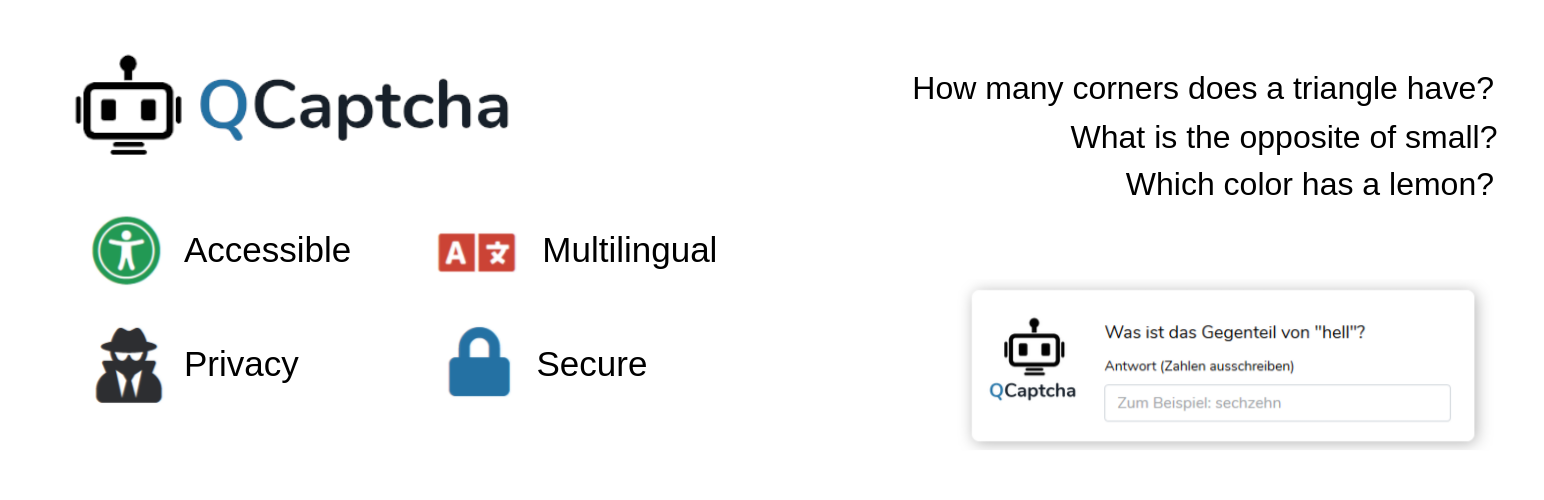 QCaptcha
Accessible
A 文 Multilingual
Privacy
Secure
How many corners does a triangle have?
What is the opposite of small?
Which color has a lemon?
QCaptcha
Was ist das Gegenteil von "hell"?
Antwort (Zahlen ausschreiben)
Zum Beispiel: sechzehn